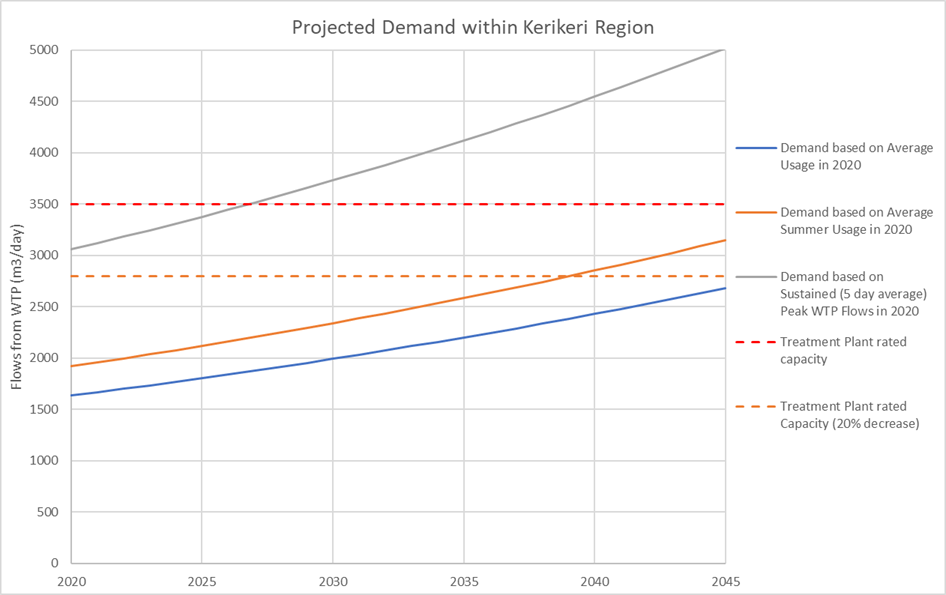 Projected Demand within Kerikeri Region
Flows from WTP (m3/day)
5000
4500
4000
3500
3000
2500
2000
1500
1000
500
0
2020
2025
2030
2035
2040
2045
Demand based on Average
Usage in 2020
Demand based on Average
Summer Usage in 2020
Demand based on
Sustained (5 day average)
Peak WTP Flows in 2020
Treatment Plant rated
capacity
Treatment Plant rated
Capacity (20% decrease)